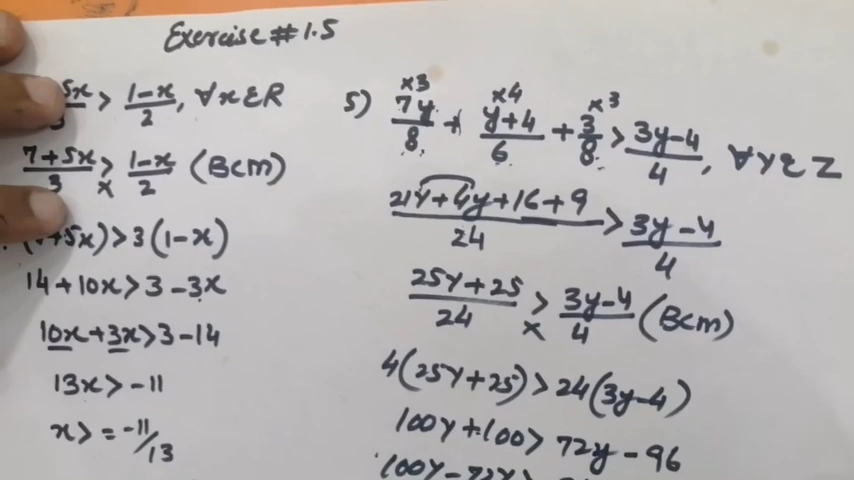 Exercise # 1.5
5x/3 > 1-x/2, ∀ x ε R
7+5x/3 > 1-x/2 (BCM)
×
+5x) > 3(1-x)
14+10x > 3-3x
10x+3x > 3-14
13x > -11
x > = -11/13
×3 ×4 ×3
5) 7y/8 + y+4/6 + 3/8 > 3y-4/4, ∀ y ε Z
21y+4y+16+9/24 > 3y-4/4
25y+25/24 > 3y-4/4 (BCM)
×
4(25y+25) > 24(3y-4)
100y+100 > 72y-96
100y-72y >